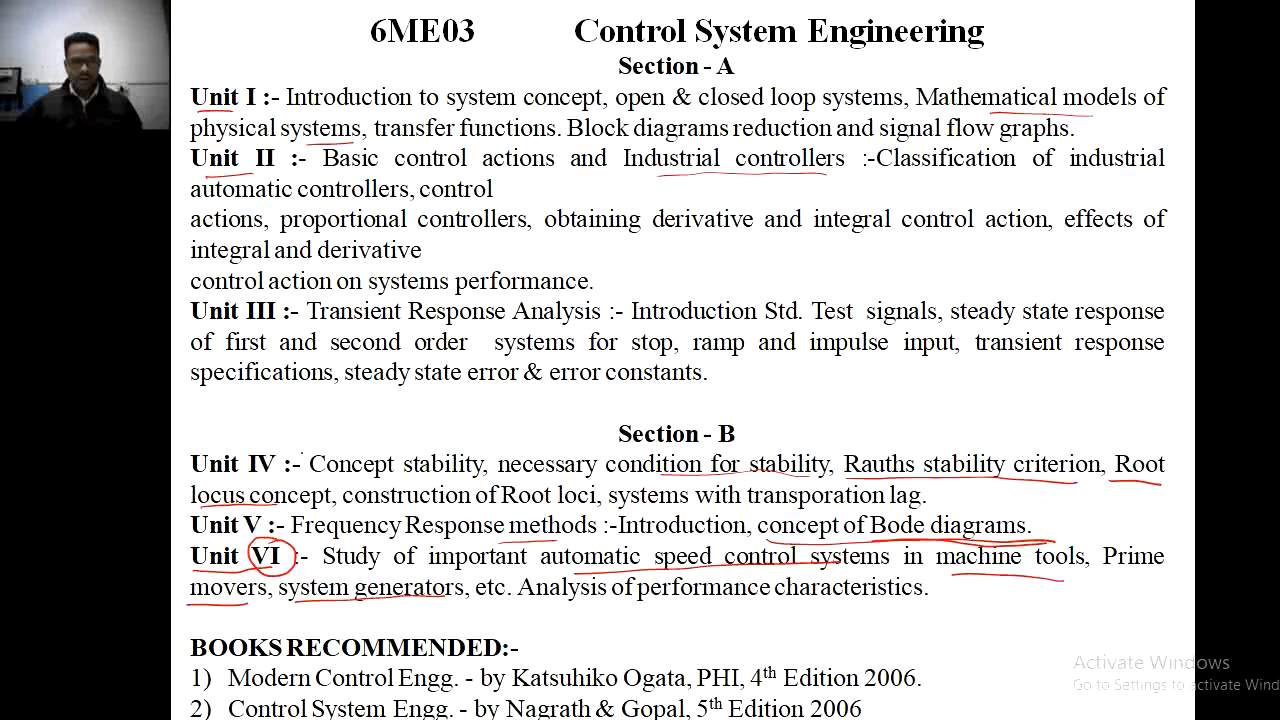 6ME03 Control System Engineering
Section - A
Unit I :- Introduction to system concept, open & closed loop systems, Mathematical models of
physical systems, transfer functions. Block diagrams reduction and signal flow graphs.
Unit II :- Basic control actions and Industrial controllers :-Classification of industrial
automatic controllers, control
actions, proportional controllers, obtaining derivative and integral control action, effects of
integral and derivative
control action on systems performance.
Unit III :- Transient Response Analysis :- Introduction Std. Test signals, steady state response
of first and second order systems for stop, ramp and impulse input, transient response
specifications, steady state error & error constants.
Section - B
Unit IV :- Concept stability, necessary condition for stability, Rauths stability criterion, Root
locus concept, construction of Root loci, systems with transporation lag.
Unit V :- Frequency Response methods :-Introduction, concept of Bode diagrams.
Unit VI :- Study of important automatic speed control systems in machine tools, Prime
movers, system generators, etc. Analysis of performance characteristics.
BOOKS RECOMMENDED:-
1) Modern Control Engg. - by Katsuhiko Ogata, PHI, 4th Edition 2006.
2) Control System Engg. - by Nagrath & Gopal, 5th Edition 2006
Activate Windows
Go to Settings to activate Wind